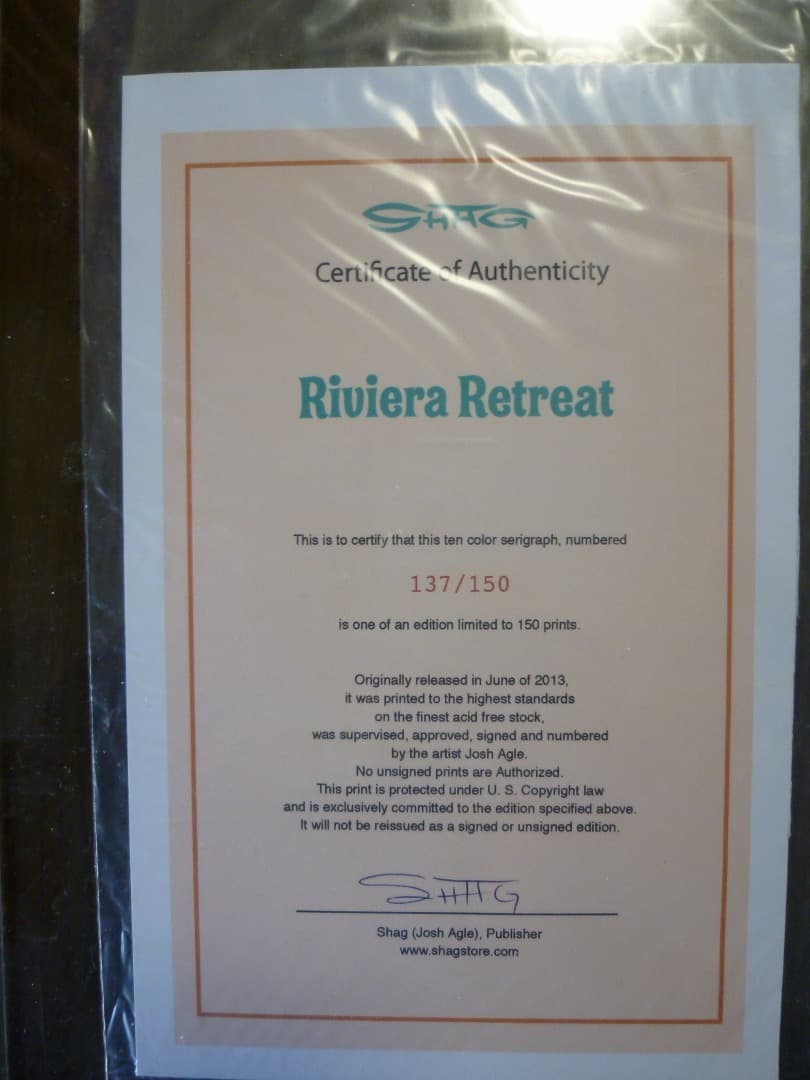 SHAG
Certificate of Authenticity
Riviera Retreat
This is to certify that this ten color serigraph, numbered
137/150
is one of an edition limited to 150 prints.
Originally released in June of 2013,
it was printed to the highest standards
on the finest acid free stock,
was supervised, approved, signed and numbered
by the artist Josh Agle.
No unsigned prints are Authorized.
This print is protected under U. S. Copyright law
and is exclusively committed to the edition specified above.
It will not be reissued as a signed or unsigned edition.
SHAG
Shag (Josh Agle), Publisher
www.shagstore.com